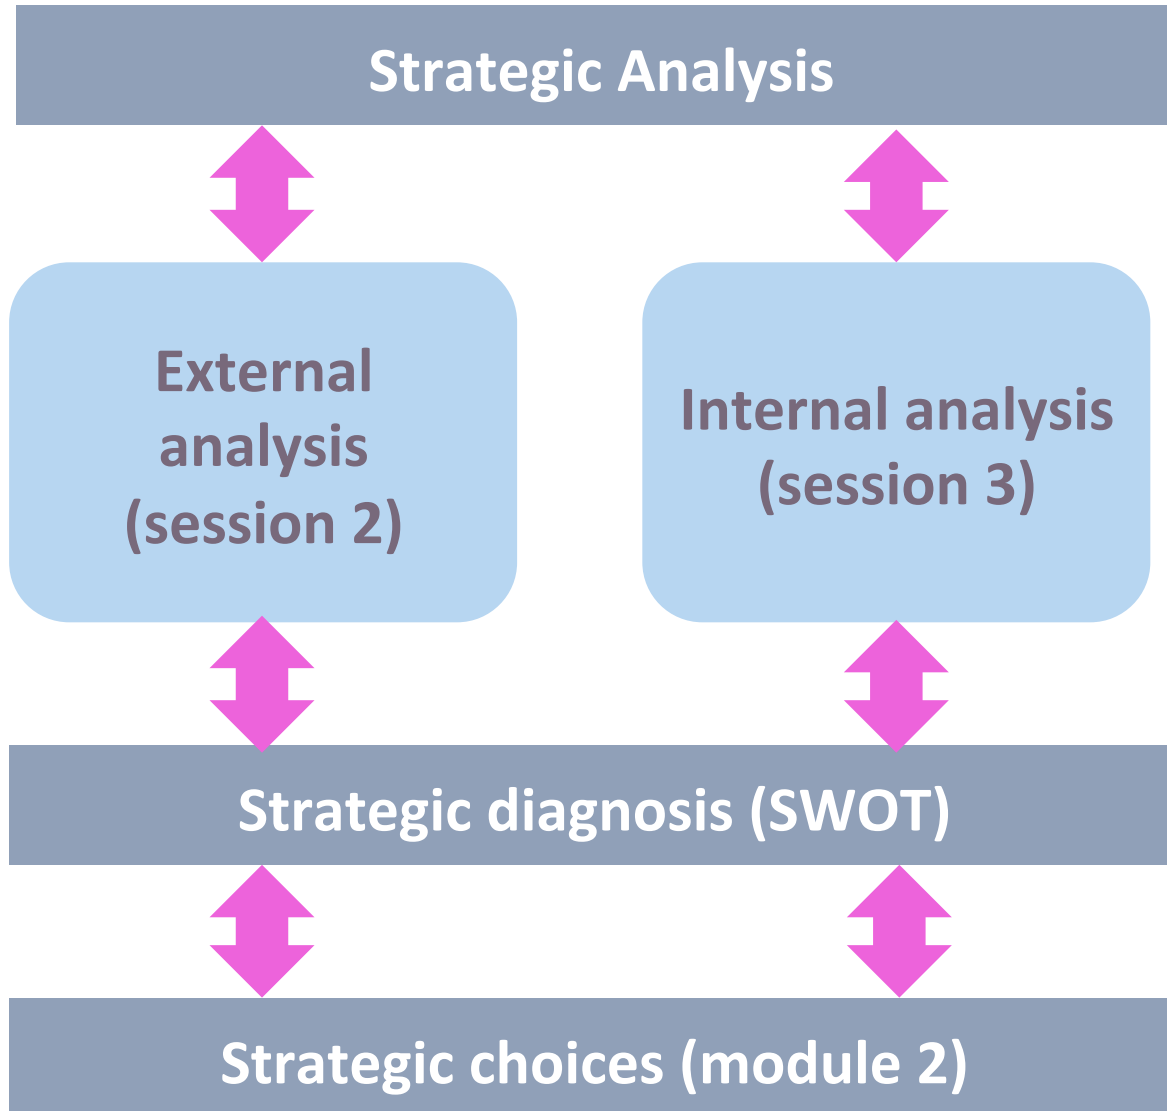 Strategic Analysis
External
analysis
(session 2)
Internal analysis
(session 3)
Strategic diagnosis (SWOT)
Strategic choices (module 2)